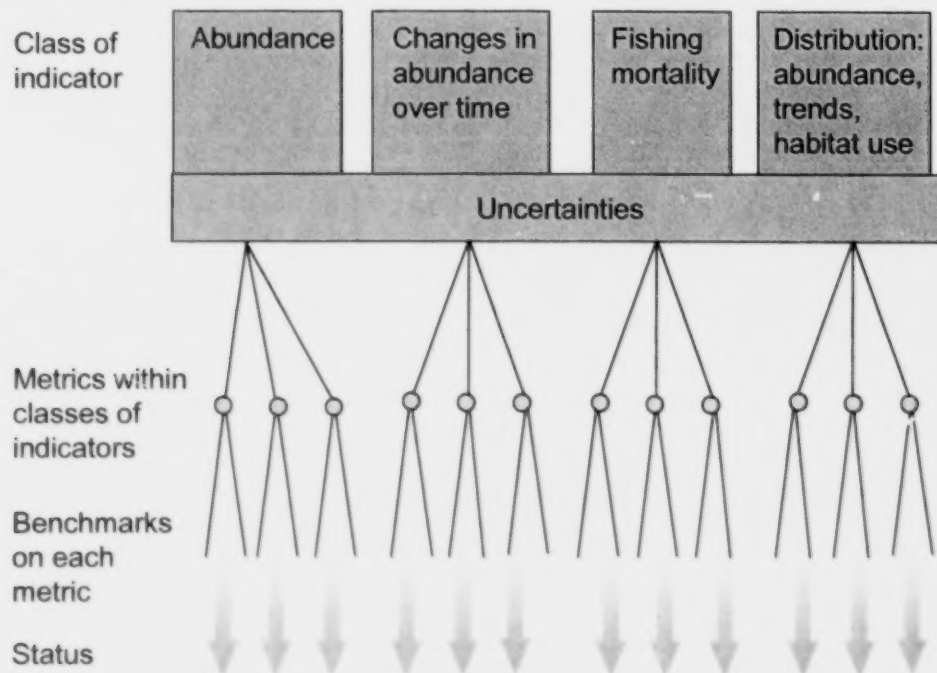 Class of
indicator
Abundance
Changes in
abundance
over time
Fishing
mortality
Distribution:
abundance,
trends,
habitat use
Uncertainties
Metrics within
classes of
indicators
Benchmarks
on each
metric
Status